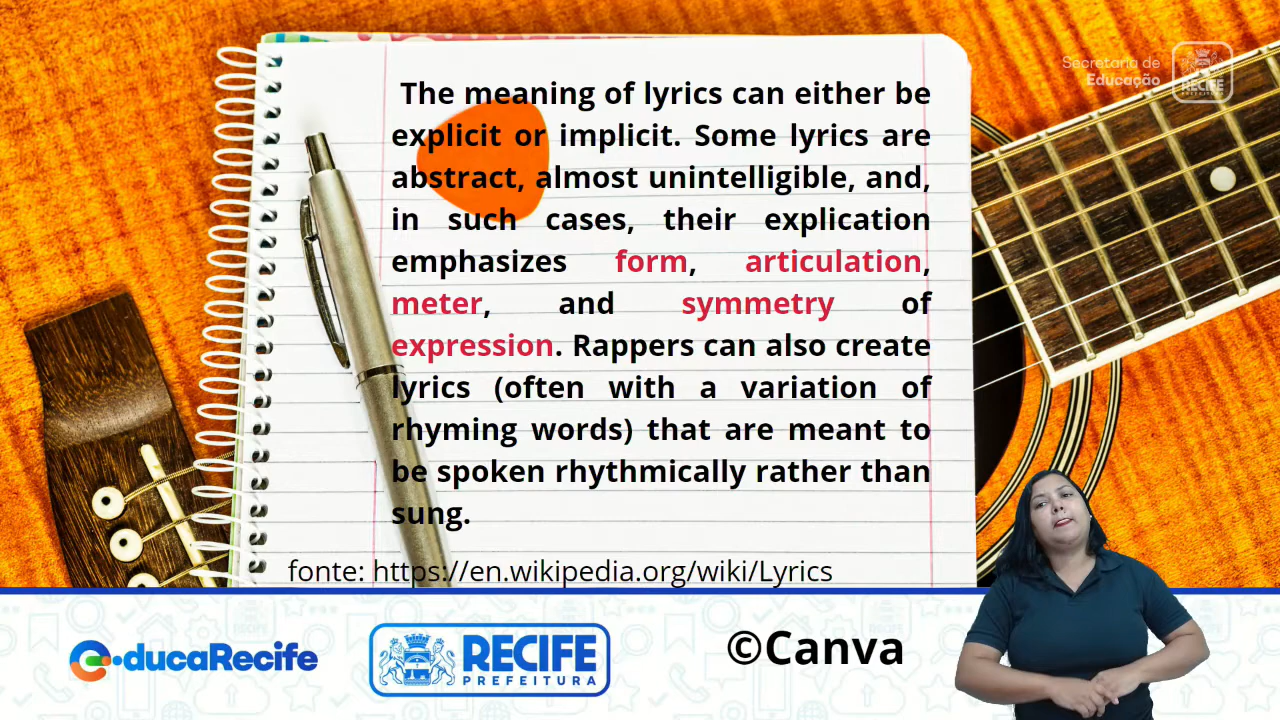 Secretaria de
Educação
RECIFE
PREFEITURA
The meaning of lyrics can either be
explicit or implicit. Some lyrics are
abstract, almost unintelligible, and,
in such cases, their explication
emphasizes form, articulation,
meter, and symmetry of
expression. Rappers can also create
lyrics (often with a variation of
rhyming words) that are meant to
be spoken rhythmically rather than
sung.
fonte: https://en.wikipedia.org/wiki/Lyrics
ducaRecife
RECIFE
PREFEITURA
©Canva